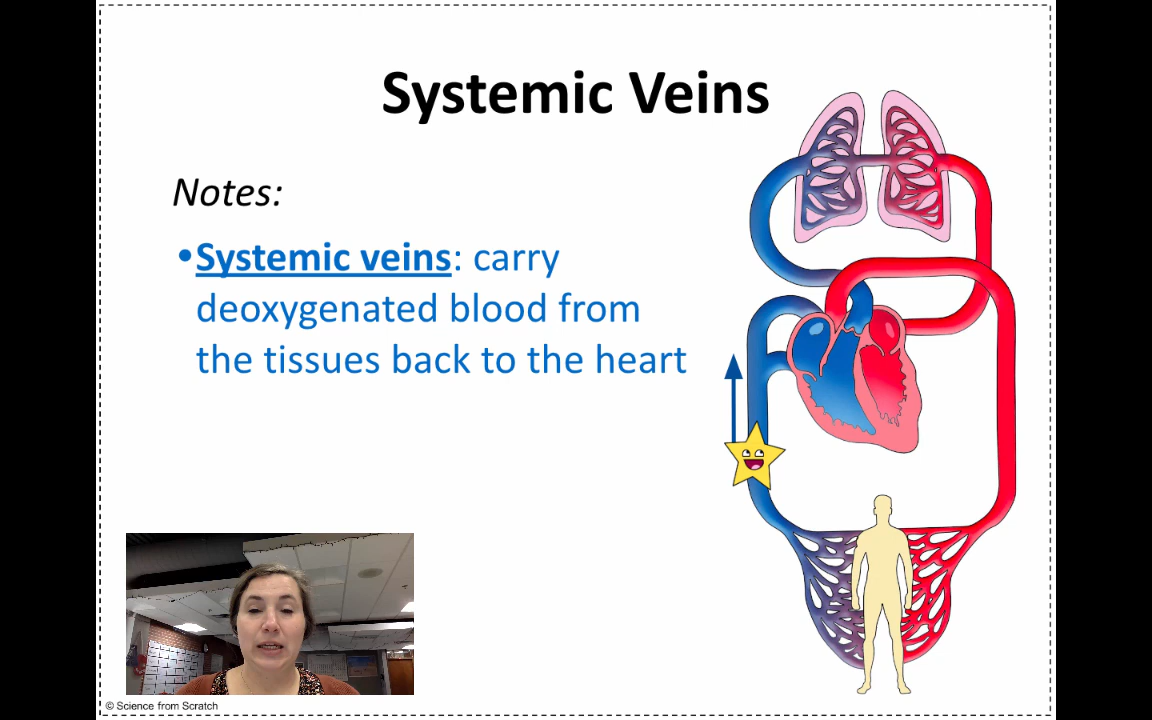 Systemic Veins
Notes:
•Systemic veins: carry
deoxygenated blood from
the tissues back to the heart
© Science from Scratch